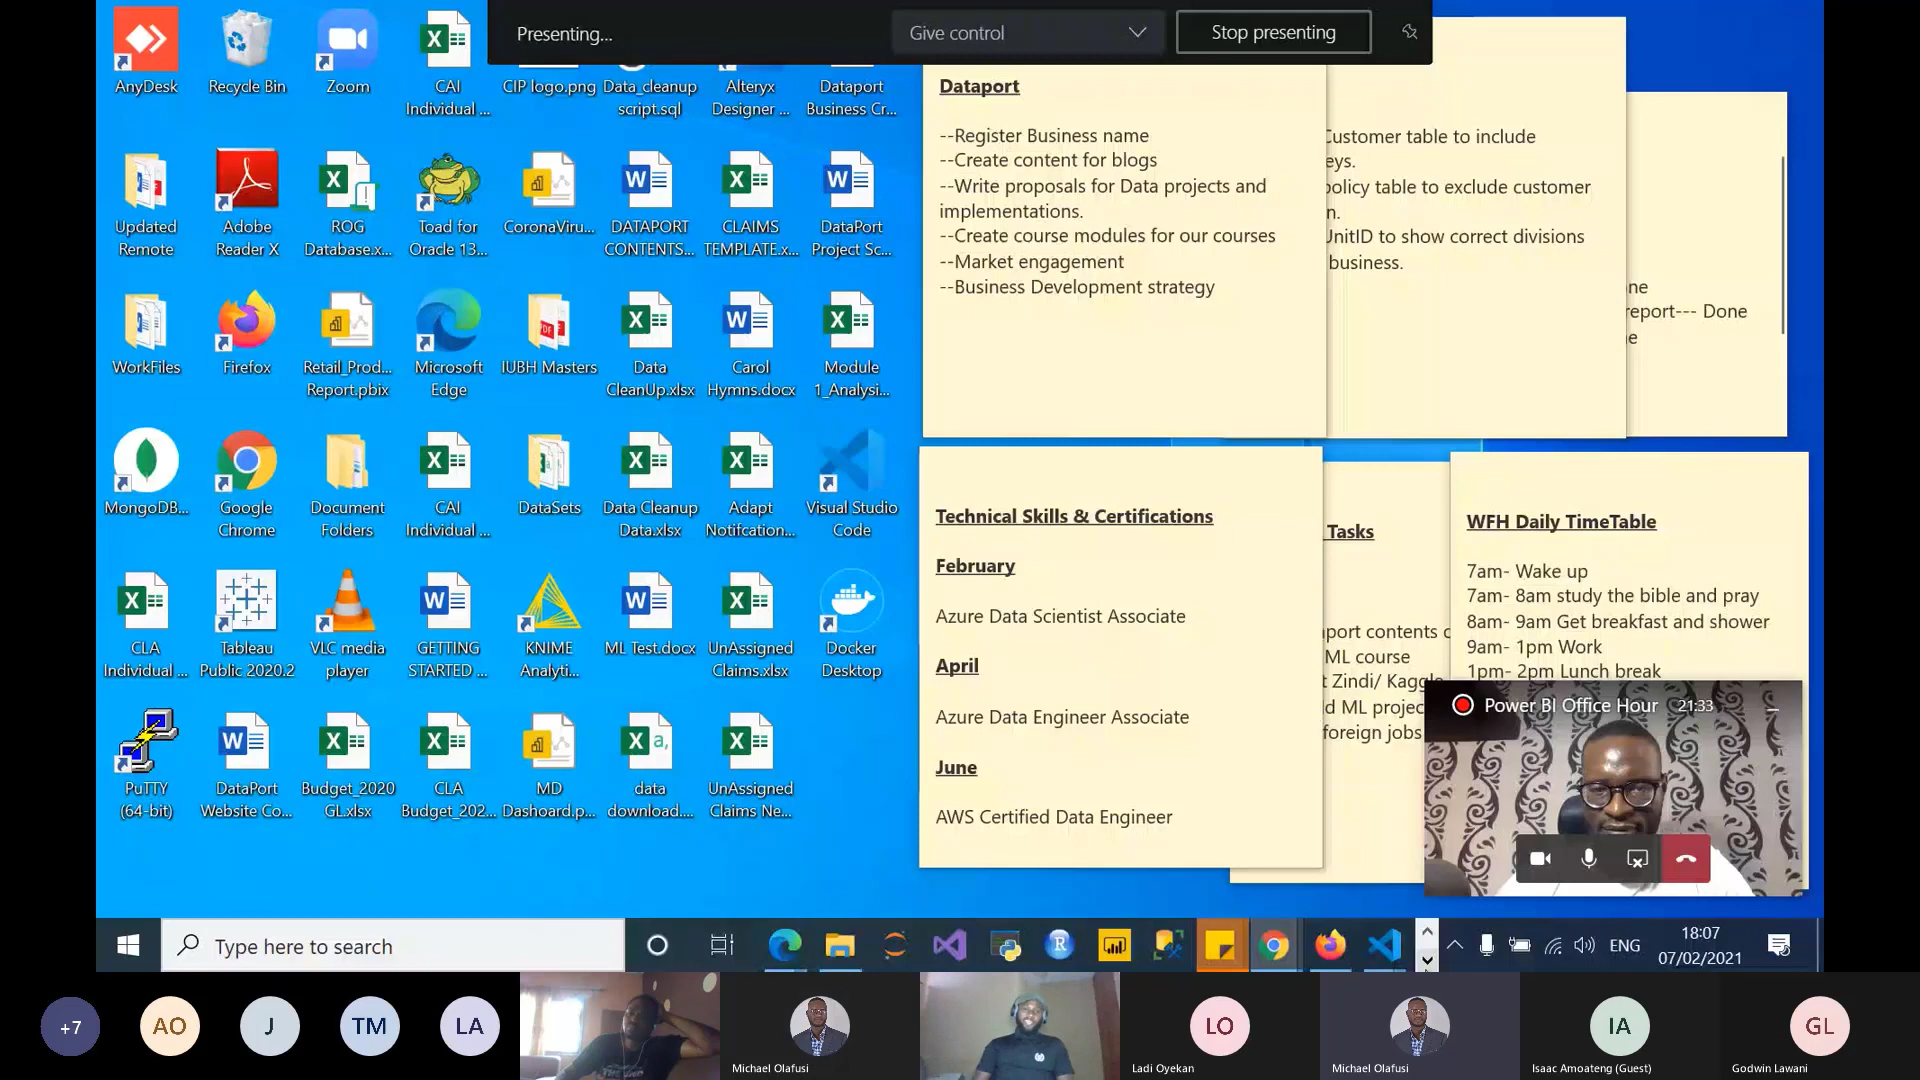 Presenting...
Give control
Stop presenting
AnyDesk
Recycle Bin
Zoom
CAI
Individual ...
CIP logo.png
Data_cleanup
script.sql
Alteryx
Designer ...
Dataport
Business Cr...
Updated
Remote
Adobe
Reader X
ROG
Database.x...
Toad for
Oracle 13...
CoronaViru...
DATAPORT
CONTENTS...
CLAIMS
TEMPLATE.x...
DataPort
Project Sc...
WorkFiles
Firefox
Retail_Prod...
Report.pbix
Microsoft
Edge
IUBH Masters
Data
CleanUp.xlsx
Carol
Hymns.docx
Module
1_Analysi...
MongoDB...
Google
Chrome
Document
Folders
CAI
Individual ...
DataSets
Data Cleanup
Data.xlsx
Adapt
Notifcation...
Visual Studio
Code
CLA
Individual ...
Tableau
Public 2020.2
VLC media
player
GETTING
STARTED ...
KNIME
Analyti...
ML Test.docx
UnAssigned
Claims.xlsx
Docker
Desktop
PuTTY
(64-bit)
DataPort
Website Co...
Budget_2020
GL.xlsx
CLA
Budget_202...
MD
Dashoard.p...
data
download....
UnAssigned
Claims Ne...
Dataport
--Register Business name
--Create content for blogs
--Write proposals for Data projects and
implementations.
--Create course modules for our courses
--Market engagement
--Business Development strategy
Customer table to include
eys.
policy table to exclude customer
n.
UnitID to show correct divisions
business.
ne
report--- Done
e
Technical Skills & Certifications
February
Azure Data Scientist Associate
April
Azure Data Engineer Associate
June
AWS Certified Data Engineer
Tasks
port contents c
ML course
t Zindi/ Kaggle
d ML projec
foreign jobs
WFH Daily TimeTable
7am- Wake up
7am- 8am study the bible and pray
8am- 9am Get breakfast and shower
9am- 1pm Work
1pm- 2pm Lunch break
Power BI Office Hour 21:33
Type here to search
ENG
18:07
07/02/2021
+7
AO
J
TM
LA
Michael Olafusi
LO
Ladi Oyekan
Michael Olafusi
IA
Isaac Amoateng (Guest)
GL
Godwin Lawani